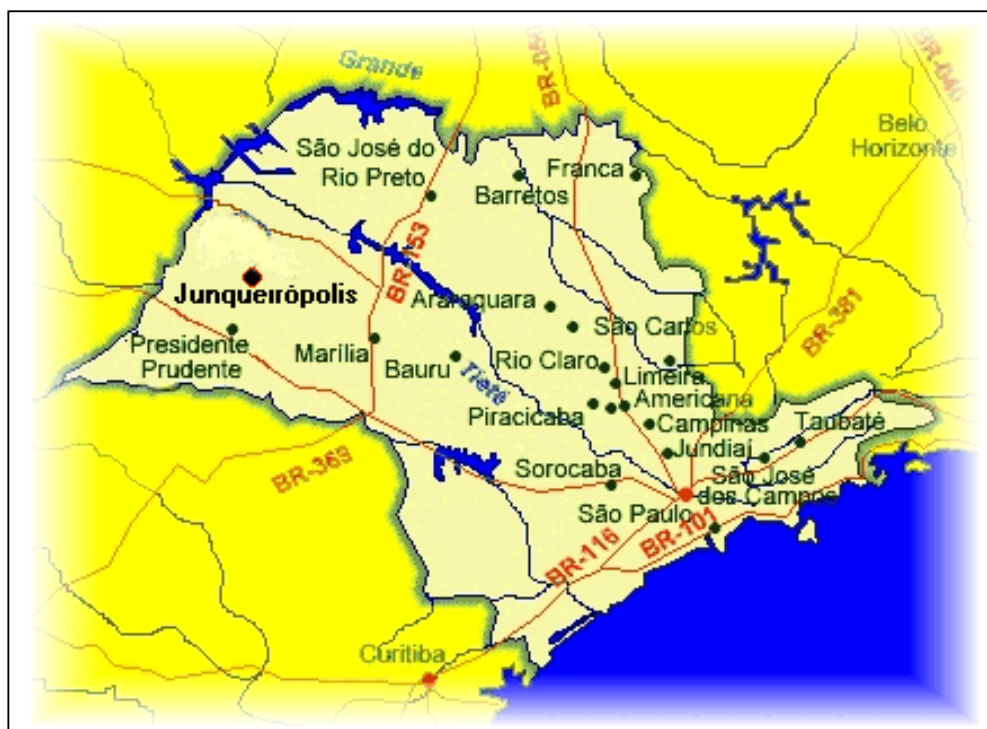 Grande
BR-050
BR-040
Belo
Horizonte
São José do
Rio Preto
Barretos
Franca
BR-153
Junqueirópolis
Araraquara
São Carlos
BR-381
Presidente
Prudente
Marília
Bauru
Tietê
Rio Claro
Limeira
Americana
Piracicaba
Campinas
Taubaté
Jundiaí
BR-369
Sorocaba
São José
dos Campos
São Paulo
BR-116
BR-101
Curitiba